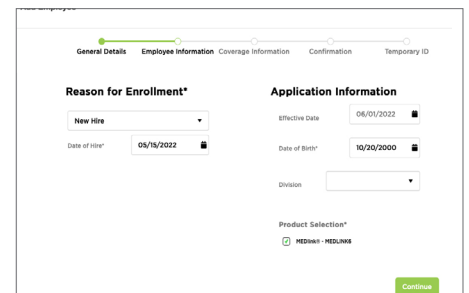 Add Employee
General Details Employee Information Coverage Information Confirmation Temporary ID
Reason for Enrollment*
New Hire
Date of Hire* 05/15/2022
Application Information
Effective Date 06/01/2022
Date of Birth* 10/20/2000
Division
Product Selection*
MEDlink® - MEDLINK6
Continue